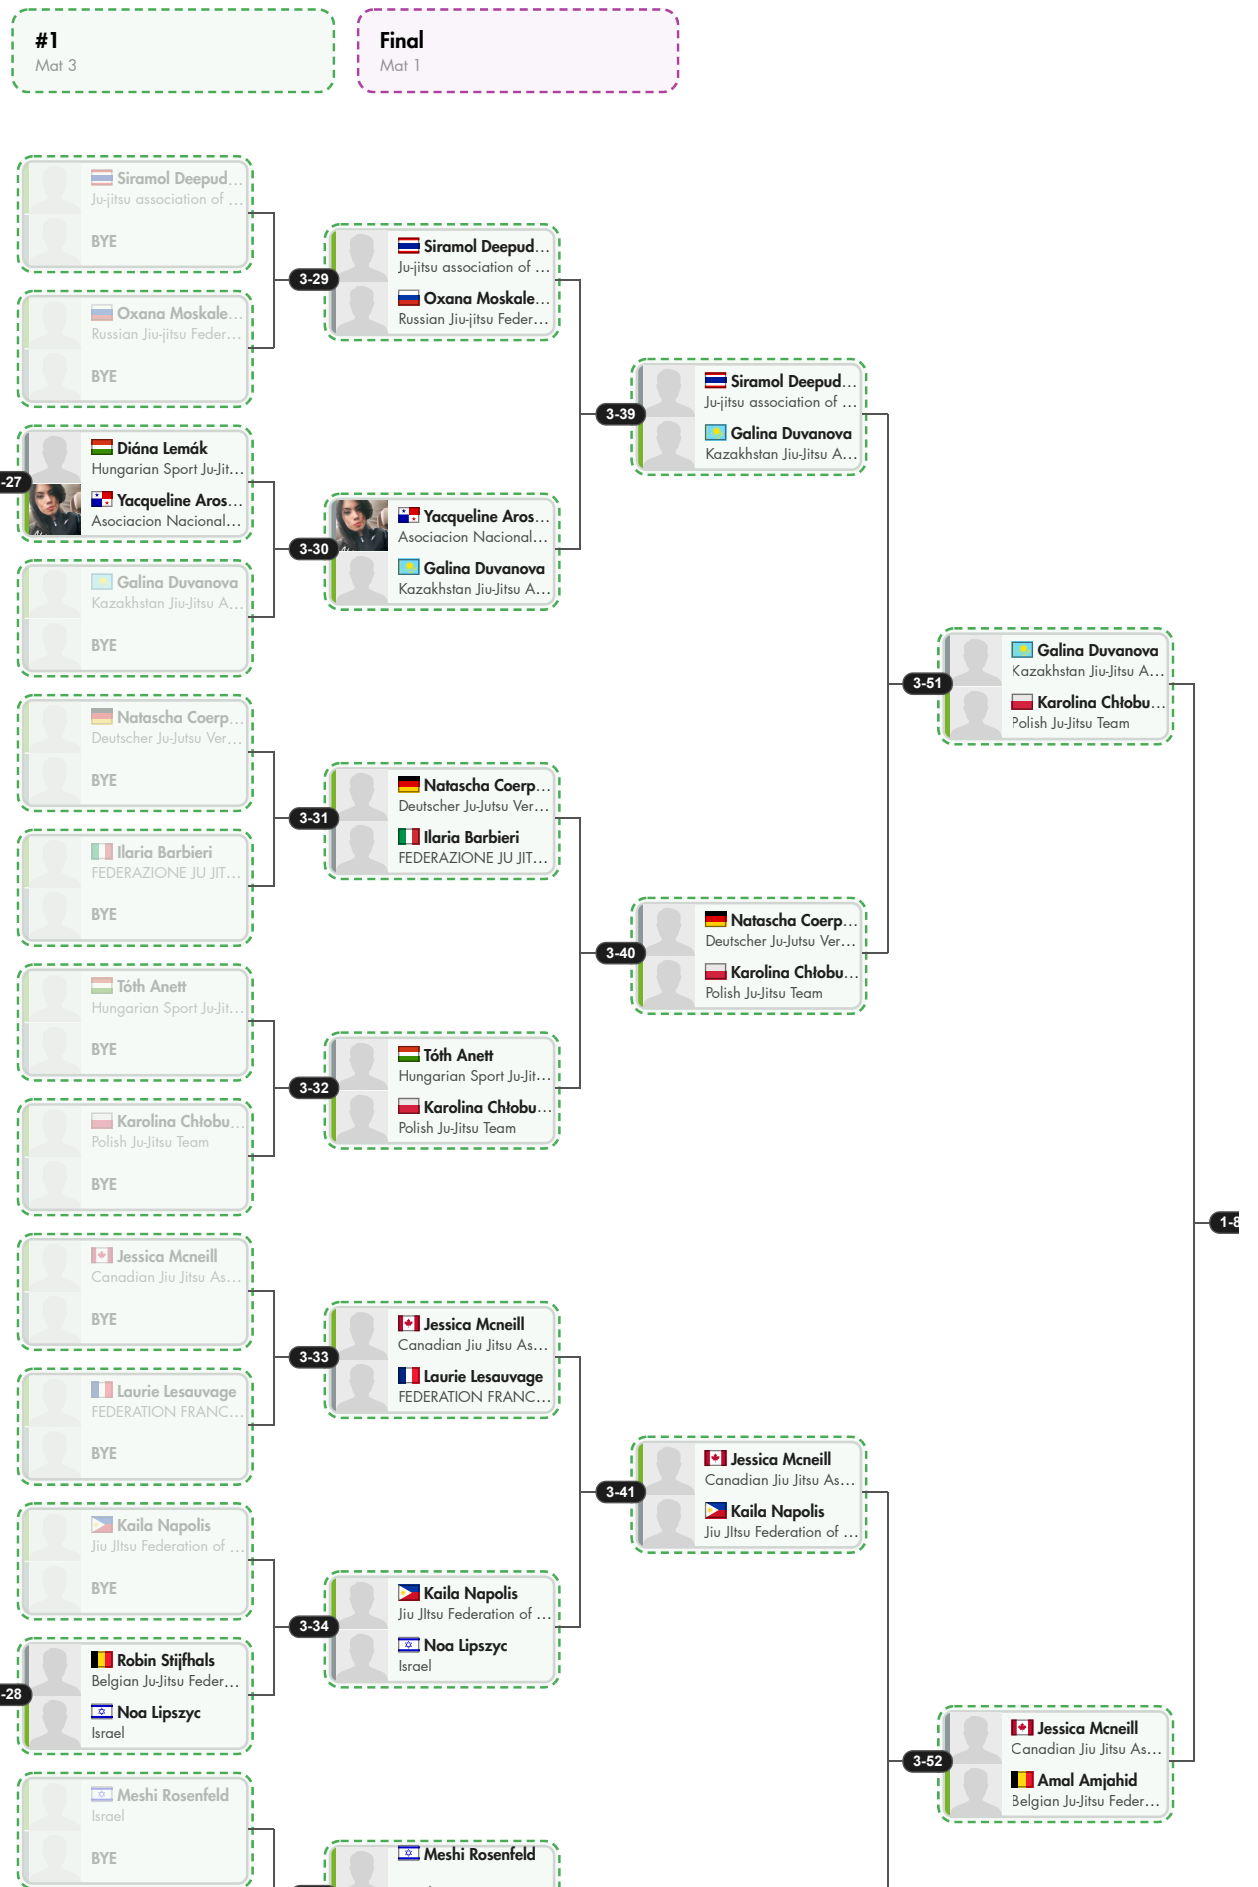 #1
Mat 3
Final
Mat 1
Siramol Deepud...
Ju-jitsu association of ...
BYE
Oxana Moskale...
Russian Jiu-jitsu Feder...
BYE
-27
Diána Lemák
Hungarian Sport Ju-Jit...
Yacqueline Aros...
Asociacion Nacional...
Galina Duvanova
Kazakhstan Jiu-Jitsu A...
BYE
Natascha Coerp...
Deutscher Ju-Jutsu Ver...
BYE
Ilaria Barbieri
FEDERAZIONE JU JIT...
BYE
Tóth Anett
Hungarian Sport Ju-Jit...
BYE
Karolina Chłobu...
Polish Ju-Jitsu Team
BYE
Jessica Mcneill
Canadian Jiu Jitsu As...
BYE
Laurie Lesauvage
FEDERATION FRANC...
BYE
Kaila Napolis
Jiu JItsu Federation of ...
BYE
-28
Robin Stijfhals
Belgian Ju-Jitsu Feder...
Noa Lipszyc
Israel
Meshi Rosenfeld
Israel
BYE
3-29
Siramol Deepud...
Ju-jitsu association of ...
Oxana Moskale...
Russian Jiu-jitsu Feder...
3-30
Yacqueline Aros...
Asociacion Nacional...
Galina Duvanova
Kazakhstan Jiu-Jitsu A...
3-31
Natascha Coerp...
Deutscher Ju-Jutsu Ver...
Ilaria Barbieri
FEDERAZIONE JU JIT...
3-32
Tóth Anett
Hungarian Sport Ju-Jit...
Karolina Chłobu...
Polish Ju-Jitsu Team
3-33
Jessica Mcneill
Canadian Jiu Jitsu As...
Laurie Lesauvage
FEDERATION FRANC...
3-34
Kaila Napolis
Jiu JItsu Federation of ...
Noa Lipszyc
Israel
Meshi Rosenfeld
3-39
Siramol Deepud...
Ju-jitsu association of ...
Galina Duvanova
Kazakhstan Jiu-Jitsu A...
3-40
Natascha Coerp...
Deutscher Ju-Jutsu Ver...
Karolina Chłobu...
Polish Ju-Jitsu Team
3-41
Jessica Mcneill
Canadian Jiu Jitsu As...
Kaila Napolis
Jiu JItsu Federation of ...
3-51
Galina Duvanova
Kazakhstan Jiu-Jitsu A...
Karolina Chłobu...
Polish Ju-Jitsu Team
3-52
Jessica Mcneill
Canadian Jiu Jitsu As...
Amal Amjahid
Belgian Ju-Jitsu Feder...
1-8